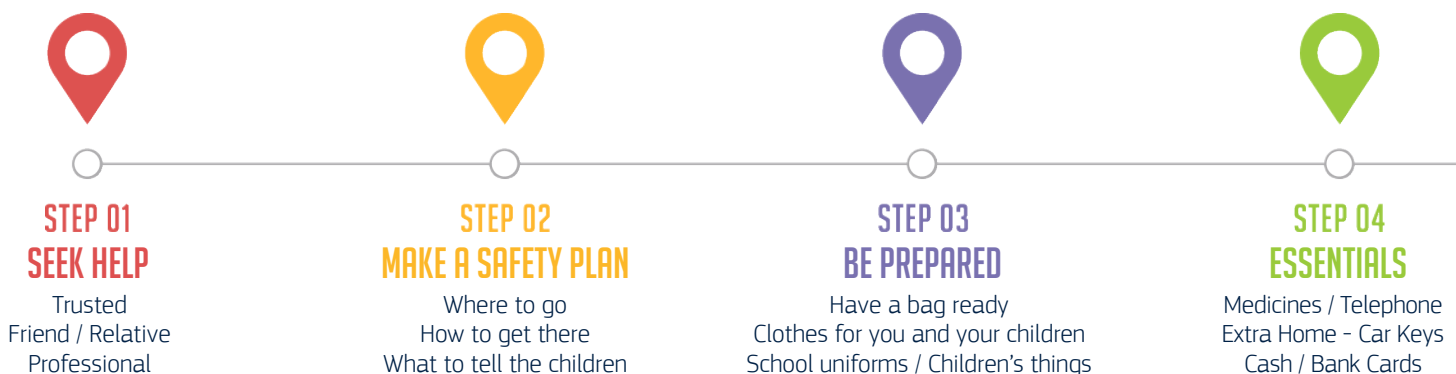 STEP 01
SEEK HELP
Trusted
Friend / Relative
Professional
STEP 02
MAKE A SAFETY PLAN
Where to go
How to get there
What to tell the children
STEP 03
BE PREPARED
Have a bag ready
Clothes for you and your children
School uniforms / Children's things
STEP 04
ESSENTIALS
Medicines / Telephone
Extra Home - Car Keys
Cash / Bank Cards